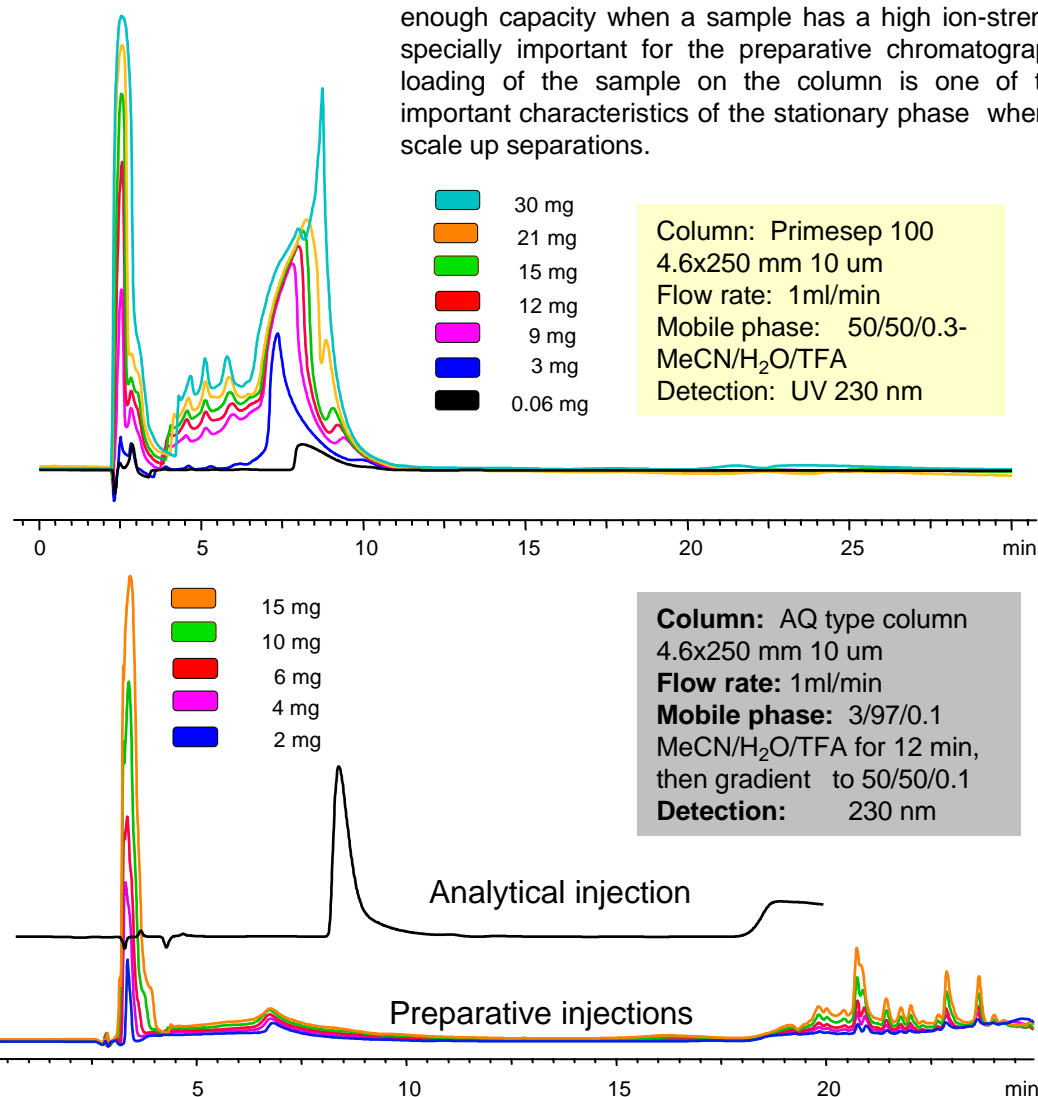 enough capacity when a sample has a high ion-stren
specially important for the preparative chromatograp
loading of the sample on the column is one of t
important characteristics of the stationary phase when
scale up separations.
30 mg
21 mg
15 mg
12 mg
9 mg
3 mg
0.06 mg
Column: Primesep 100
4.6x250 mm 10 um
Flow rate: 1ml/min
Mobile phase: 50/50/0.3-
MeCN/H₂O/TFA
Detection: UV 230 nm
0 5 10 20 25 min
15 mg
10 mg
6 mg
4 mg
2 mg
Column: AQ type column
4.6x250 mm 10 um
Flow rate: 1ml/min
Mobile phase: 3/97/0.1
MeCN/H₂O/TFA for 12 min,
then gradient to 50/50/0.1
Detection: 230 nm
Analytical injection
Preparative injections
5 10 15 20 min